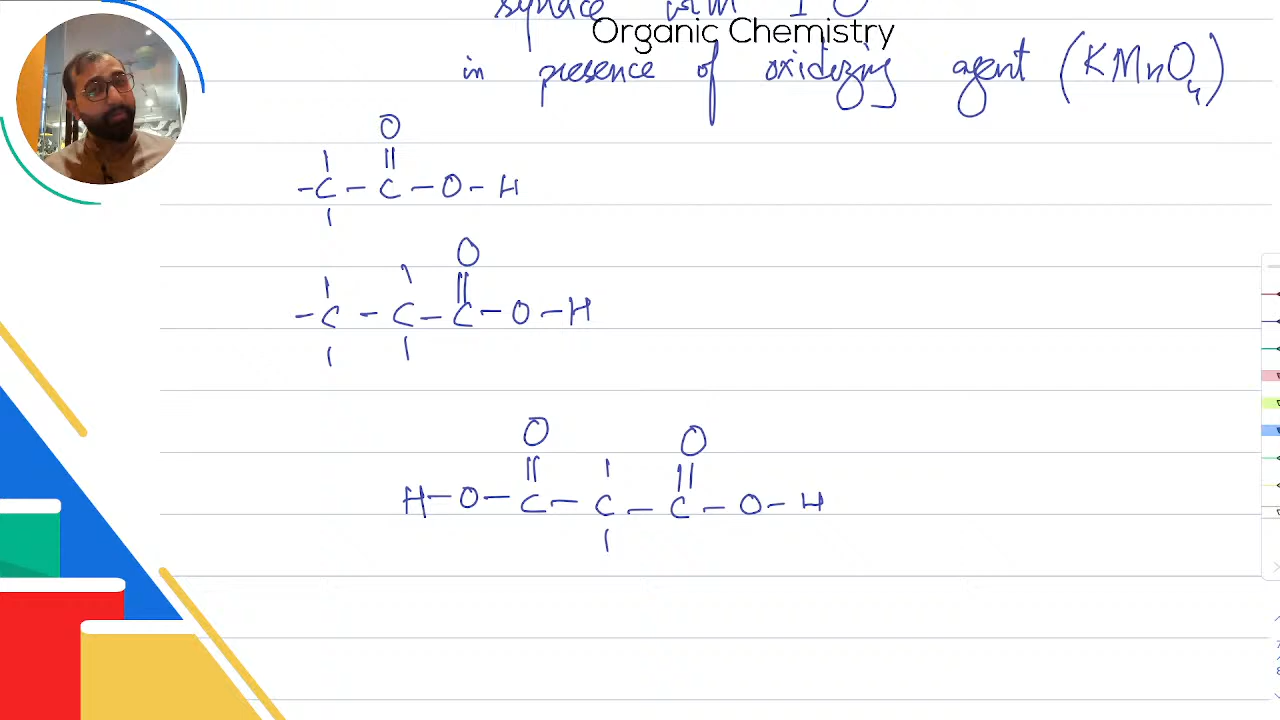 Organic Chemistry
in presence of oxidizing agent (KMnO₄)
O
-C-C-O-H
O
-C-C-C-O-H
O O
H-O-C-C-C-O-H